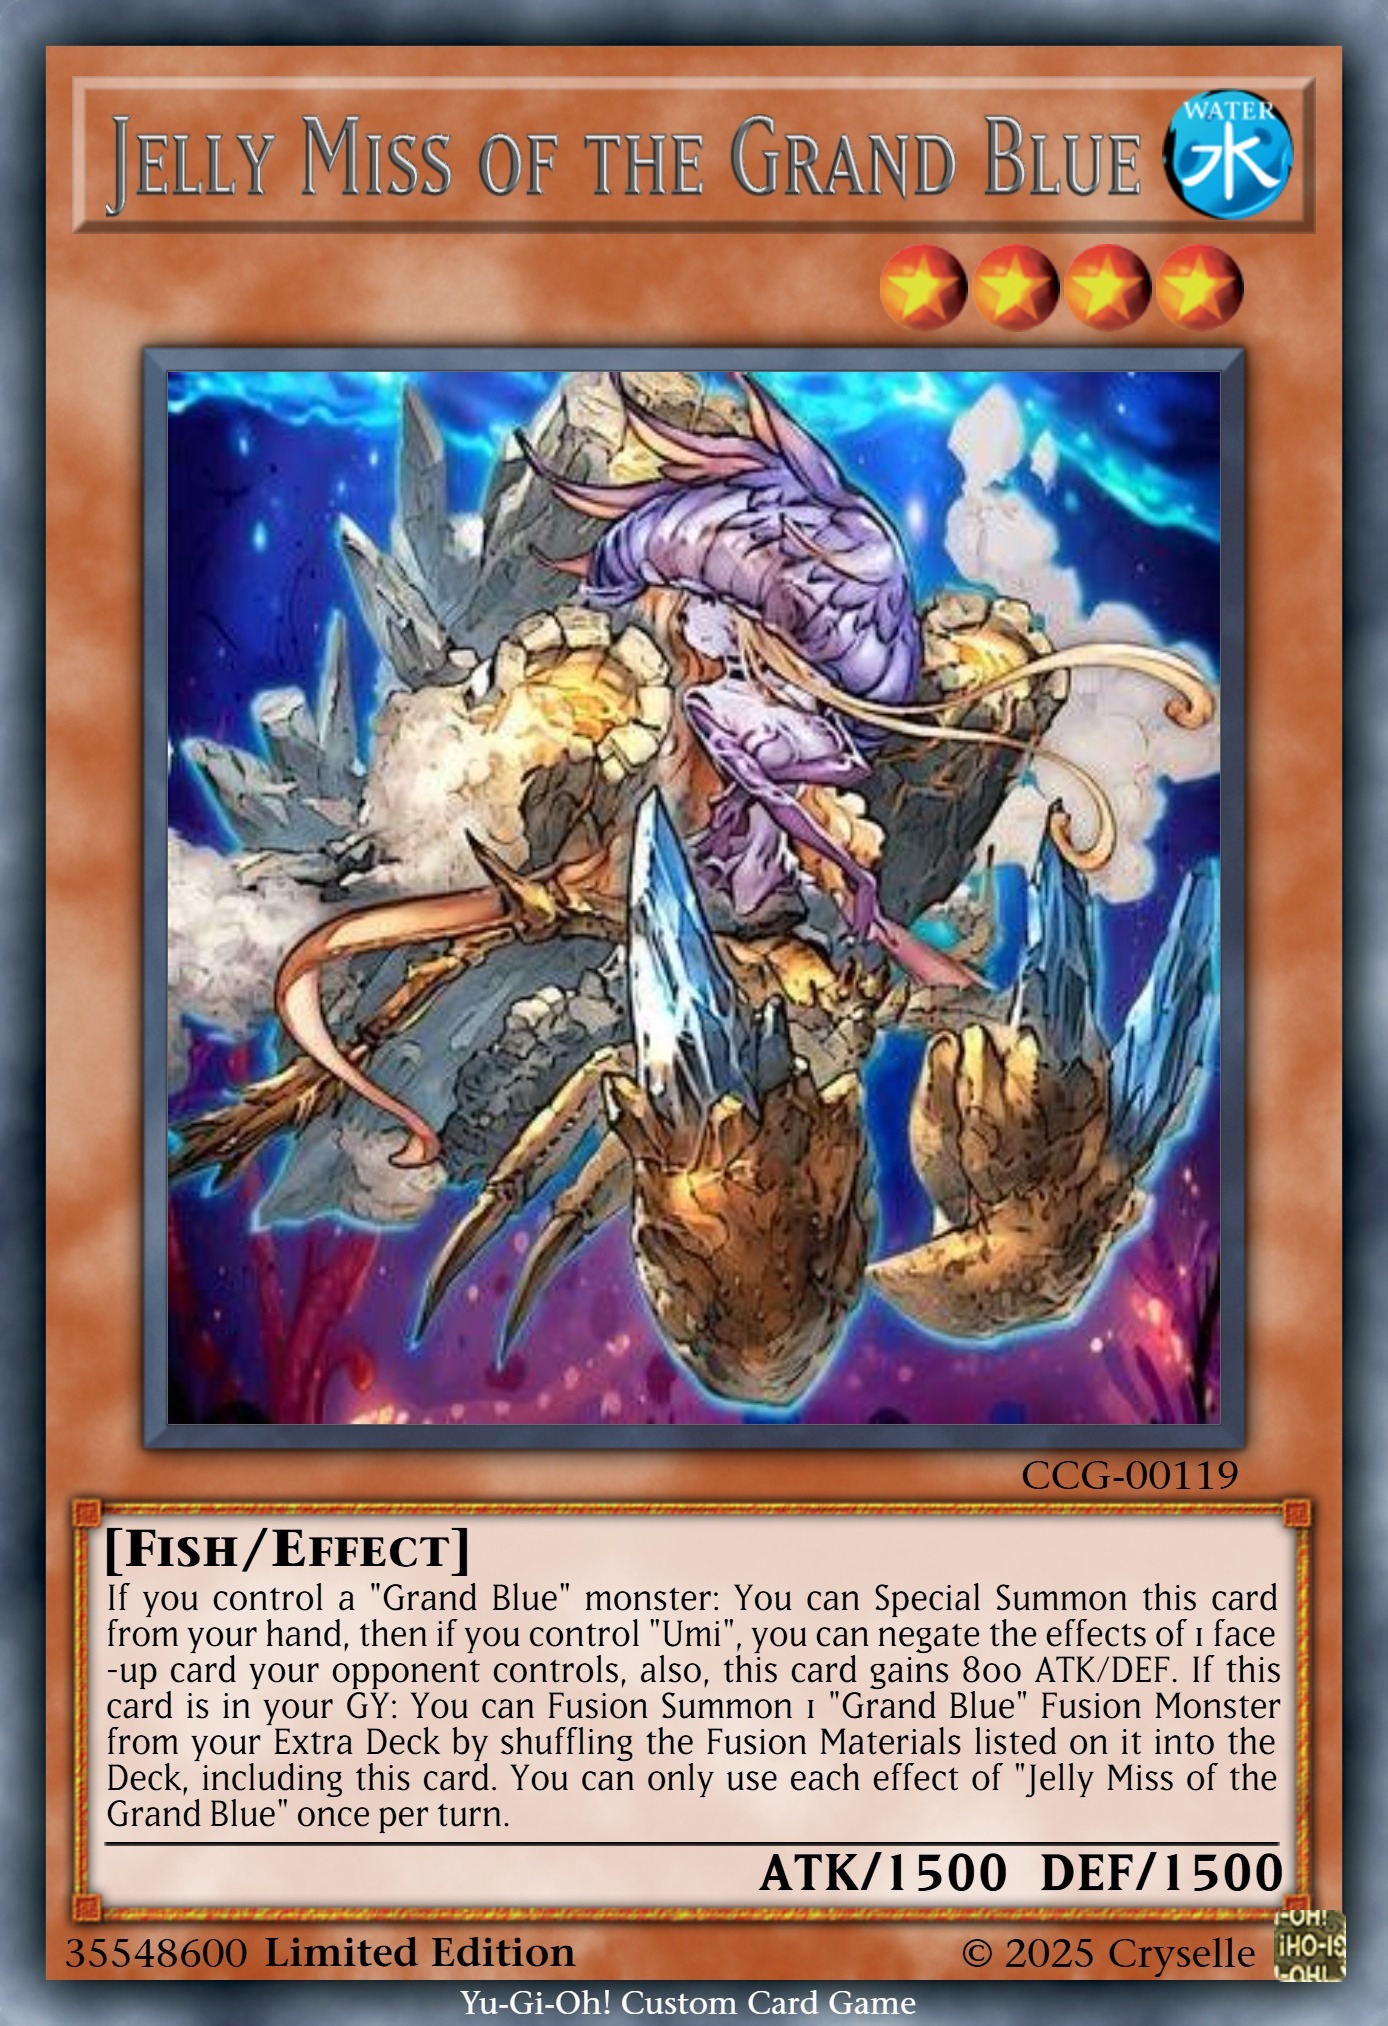 Jelly Miss of the Grand Blue
WATER
水
CCG-00119
[Fish/Effect]
If you control a "Grand Blue" monster: You can Special Summon this card
from your hand, then if you control "Umi", you can negate the effects of 1 face
-up card your opponent controls, also, this card gains 800 ATK/DEF. If this
card is in your GY: You can Fusion Summon 1 "Grand Blue" Fusion Monster
from your Extra Deck by shuffling the Fusion Materials listed on it into the
Deck, including this card. You can only use each effect of "Jelly Miss of the
Grand Blue" once per turn.
ATK/1500 DEF/1500
35548600 Limited Edition
© 2025 Cryselle
Yu-Gi-Oh! Custom Card Game